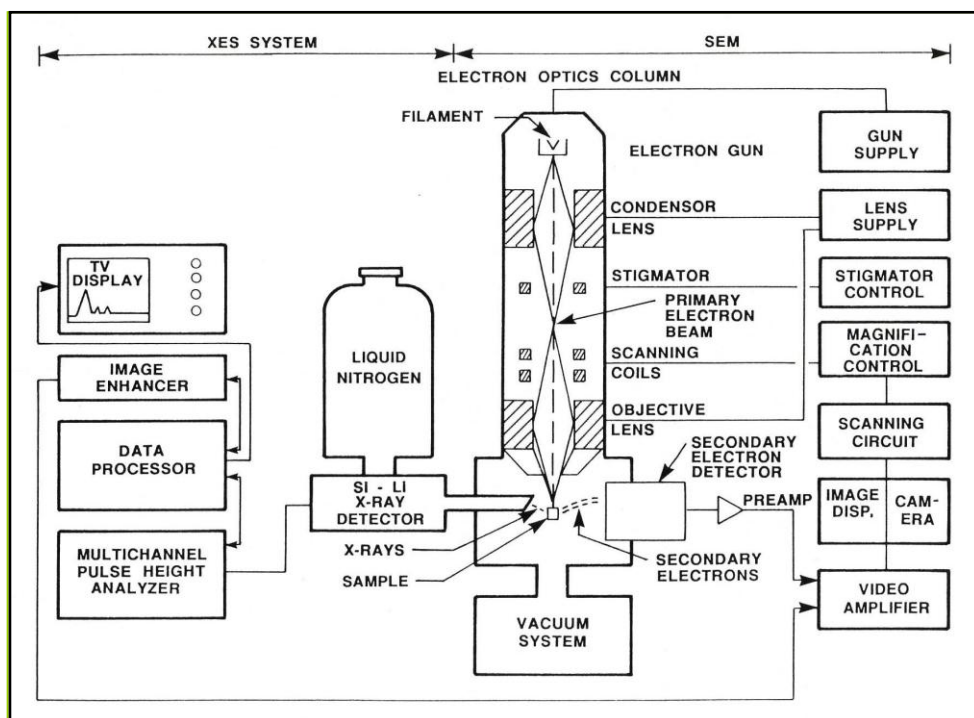 XES SYSTEM
SEM
ELECTRON OPTICS COLUMN
FILAMENT
ELECTRON GUN
GUN
SUPPLY
CONDENSOR
LENS
LENS
SUPPLY
STIGMATOR
STIGMATOR
CONTROL
PRIMARY
ELECTRON
BEAM
SCANNING
COILS
MAGNIFI-
CATION
CONTROL
OBJECTIVE
LENS
SCANNING
CIRCUIT
TV
DISPLAY
IMAGE
ENHANCER
DATA
PROCESSOR
MULTICHANNEL
PULSE HEIGHT
ANALYZER
LIQUID
NITROGEN
SI - LI
X-RAY
DETECTOR
X-RAYS
SAMPLE
SECONDARY
ELECTRON
DETECTOR
PREAMP
IMAGE
DISP.
CAM-
ERA
SECONDARY
ELECTRONS
VIDEO
AMPLIFIER
VACUUM
SYSTEM